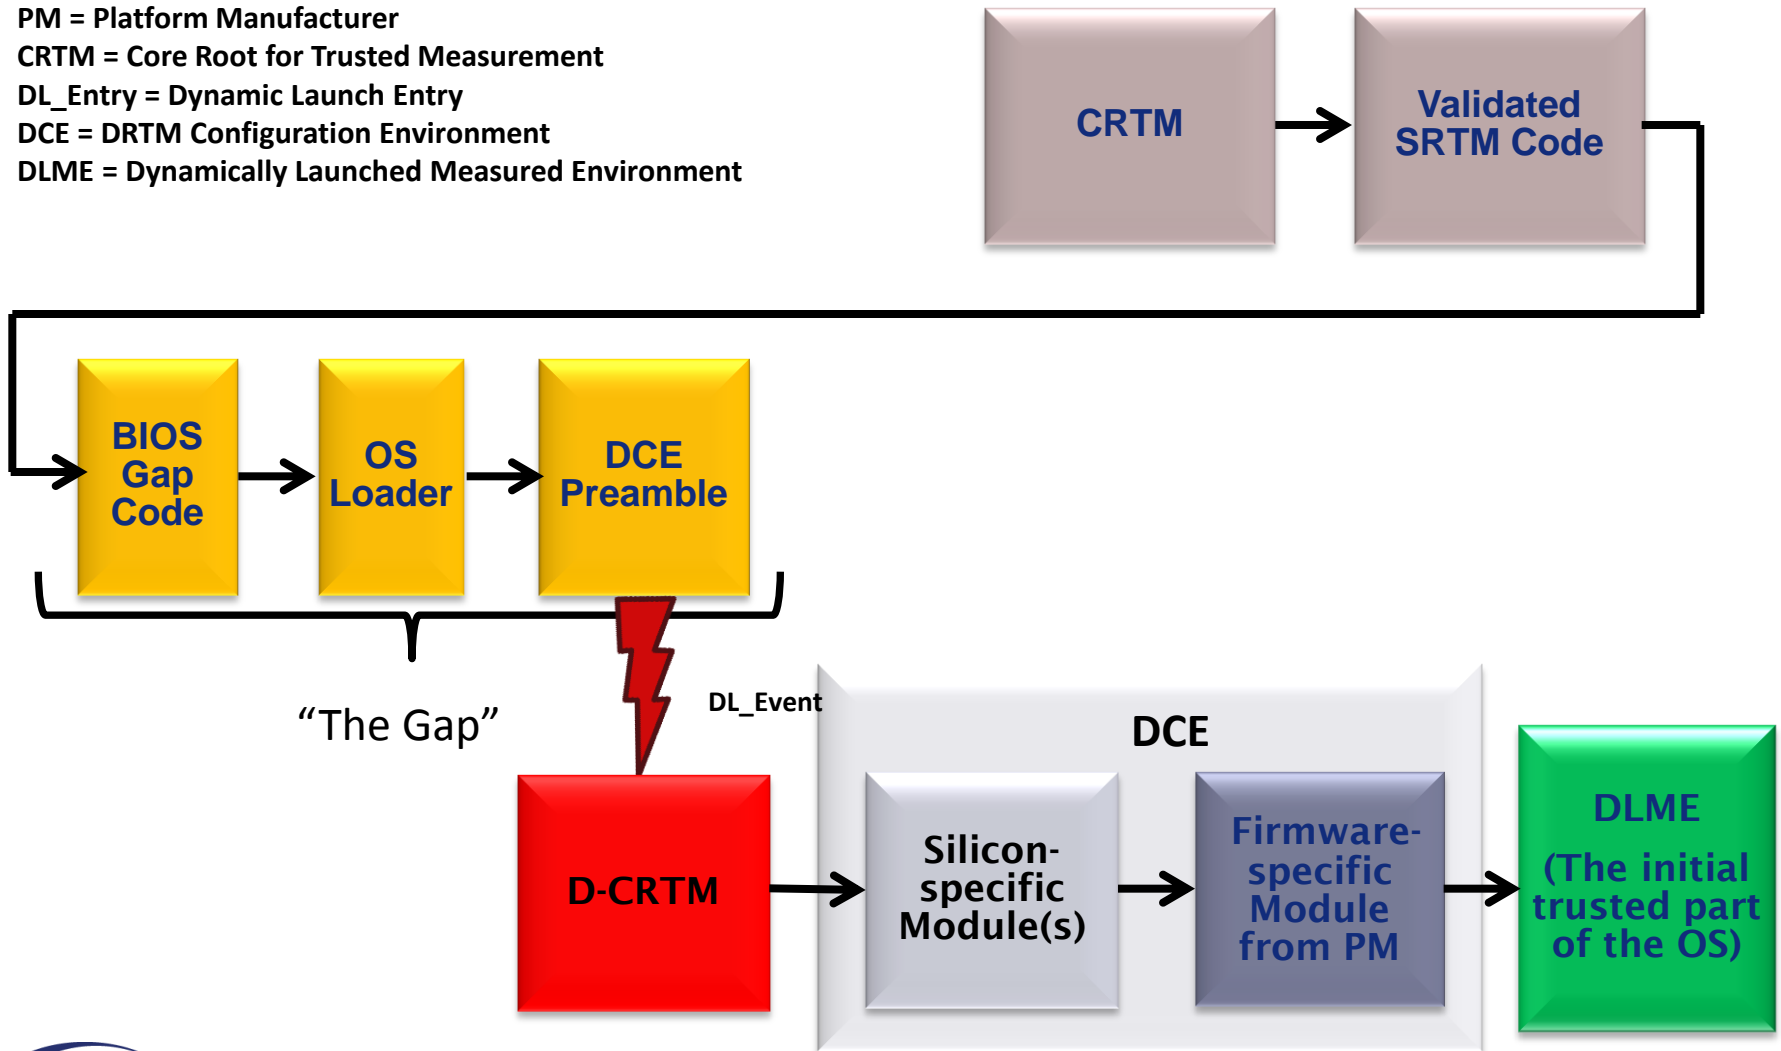 PM = Platform Manufacturer
CRTM = Core Root for Trusted Measurement
DL_Entry = Dynamic Launch Entry
DCE = DRTM Configuration Environment
DLME = Dynamically Launched Measured Environment
CRTM
Validated
SRTM Code
BIOS
Gap
Code
OS
Loader
DCE
Preamble
“The Gap”
DL_Event
DCE
D-CRTM
Silicon-
specific
Module(s)
Firmware-
specific
Module
from PM
DLME
(The initial
trusted part
of the OS)